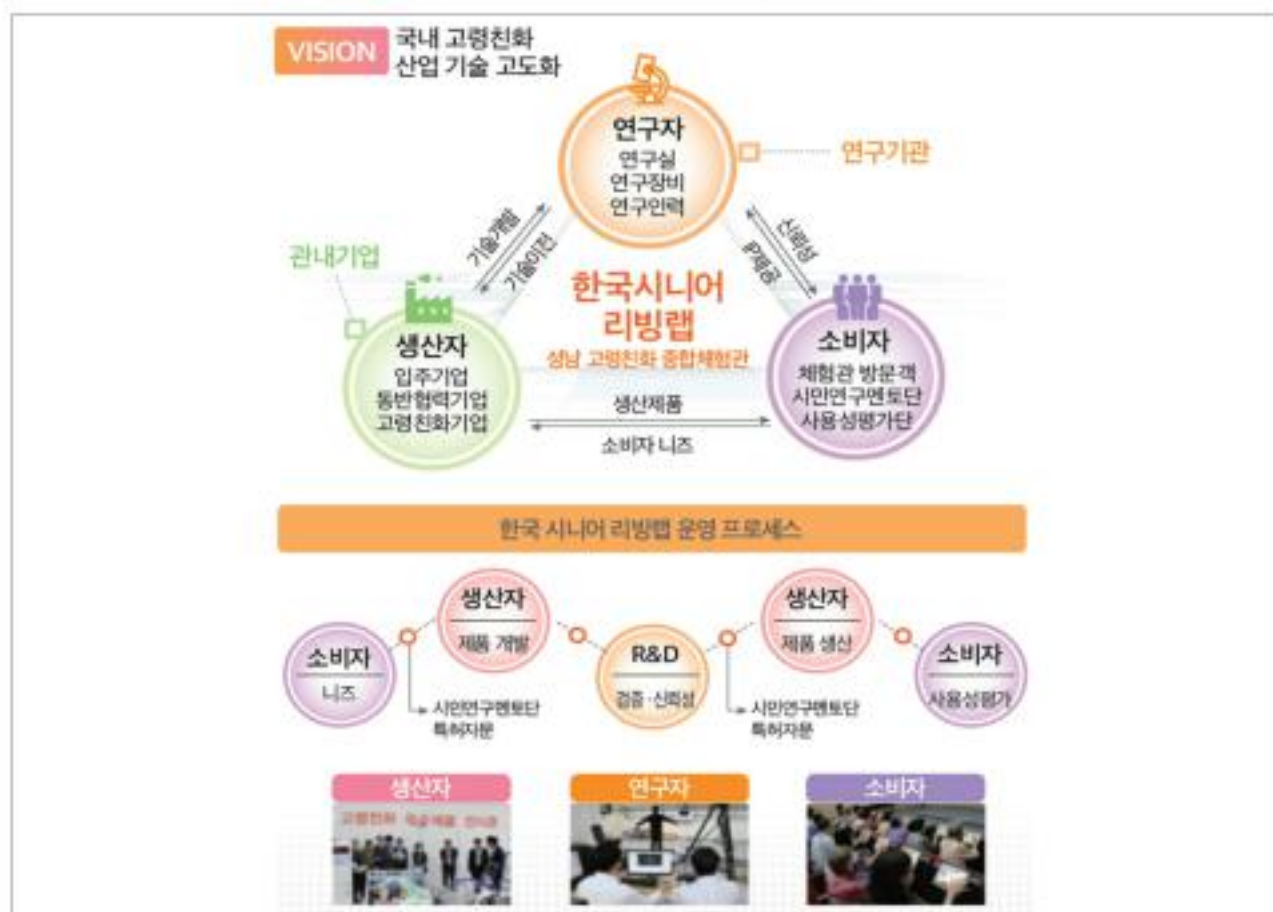 VISION
국내 고령친화
산업 기술 고도화
연구자
연구실
연구장비
연구인력
연구기관
기술개발
기술이전
신뢰성
IP제공
관내기업
한국시니어
리빙랩
성남 고령친화 종합체험관
생산자
입주기업
동반협력기업
고령친화기업
소비자
체험관 방문객
시민연구멘토단
사용성평가단
생산제품
소비자 니즈
한국 시니어 리빙랩 운영 프로세스
소비자
니즈
생산자
제품 개발
R&D
검증·신뢰성
생산자
제품 생산
소비자
사용성평가
시민연구멘토단
특허자문
시민연구멘토단
특허자문
생산자
연구자
소비자
고령친화